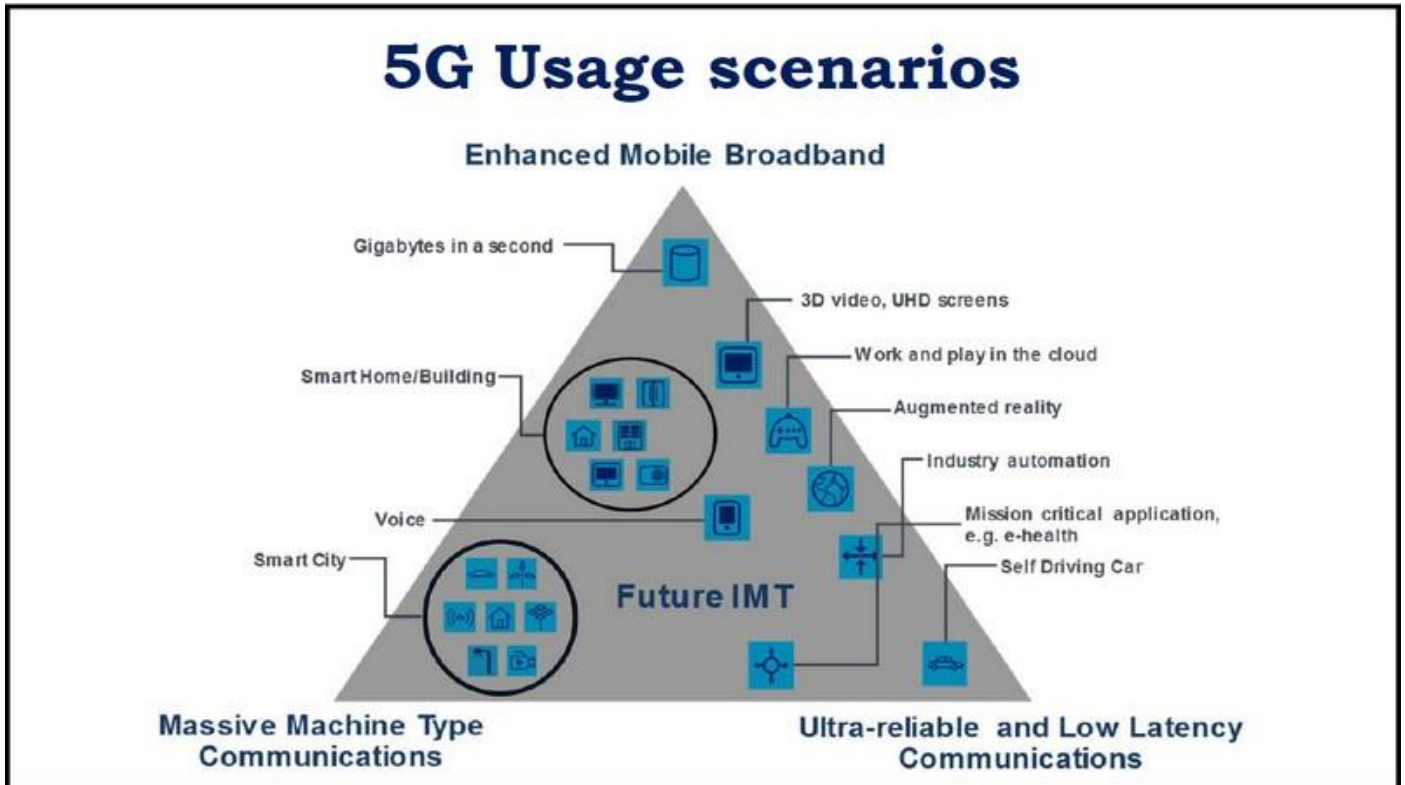 5G Usage scenarios
Enhanced Mobile Broadband
Gigabytes in a second
3D video, UHD screens
Work and play in the cloud
Smart Home/Building
Augmented reality
Industry automation
Voice
Mission critical application,
e.g. e-health
Smart City
Self Driving Car
Future IMT
Massive Machine Type
Communications
Ultra-reliable and Low Latency
Communications